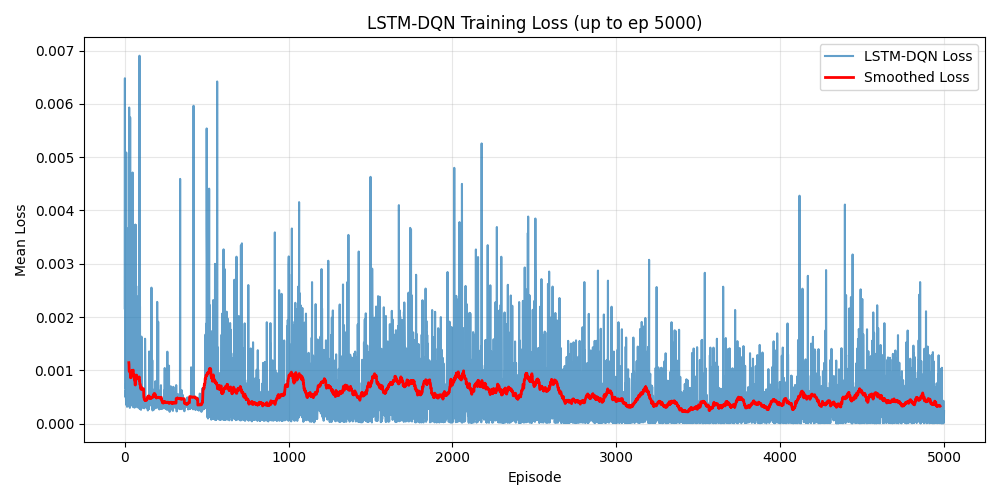 LSTM-DQN Training Loss (up to ep 5000)
LSTM-DQN Loss
Smoothed Loss
Mean Loss
0.007
0.006
0.005
0.004
0.003
0.002
0.001
0.000
0 1000 2000 3000 4000 5000
Episode